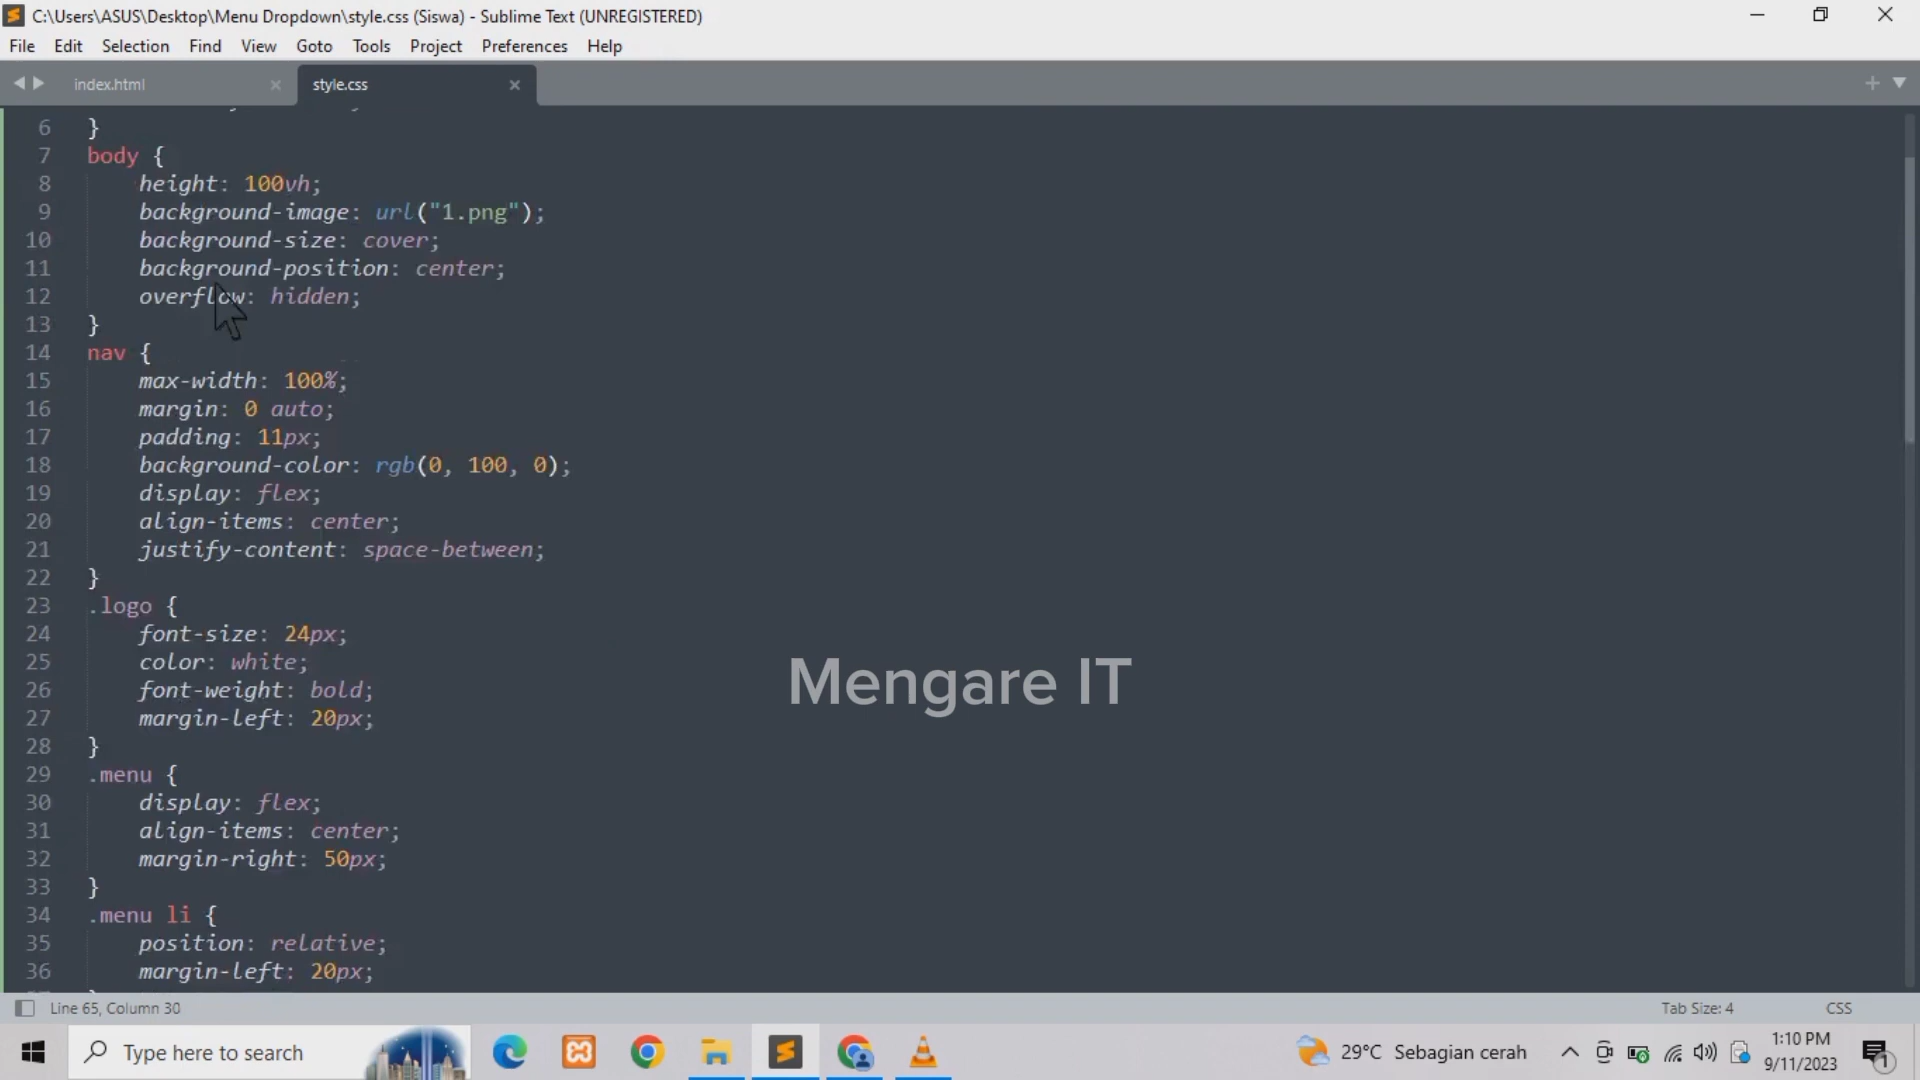 C:\Users\ASUS\Desktop\Menu Dropdown\style.css (Siswa) - Sublime Text (UNREGISTERED)
File Edit Selection Find View Goto Tools Project Preferences Help
index.html style.css
6 }
7 body {
8 height: 100vh;
9 background-image: url("1.png");
10 background-size: cover;
11 background-position: center;
12 overflow: hidden;
13 }
14 nav {
15 max-width: 100%;
16 margin: 0 auto;
17 padding: 11px;
18 background-color: rgb(0, 100, 0);
19 display: flex;
20 align-items: center;
21 justify-content: space-between;
22 }
23 .logo {
24 font-size: 24px;
25 color: white;
26 font-weight: bold;
27 margin-left: 20px;
28 }
29 .menu {
30 display: flex;
31 align-items: center;
32 margin-right: 50px;
33 }
34 .menu li {
35 position: relative;
36 margin-left: 20px;
Mengare IT
Line 65, Column 30 Tab Size: 4 CSS
Type here to search 29°C Sebagian cerah 1:10 PM
9/11/2023 1